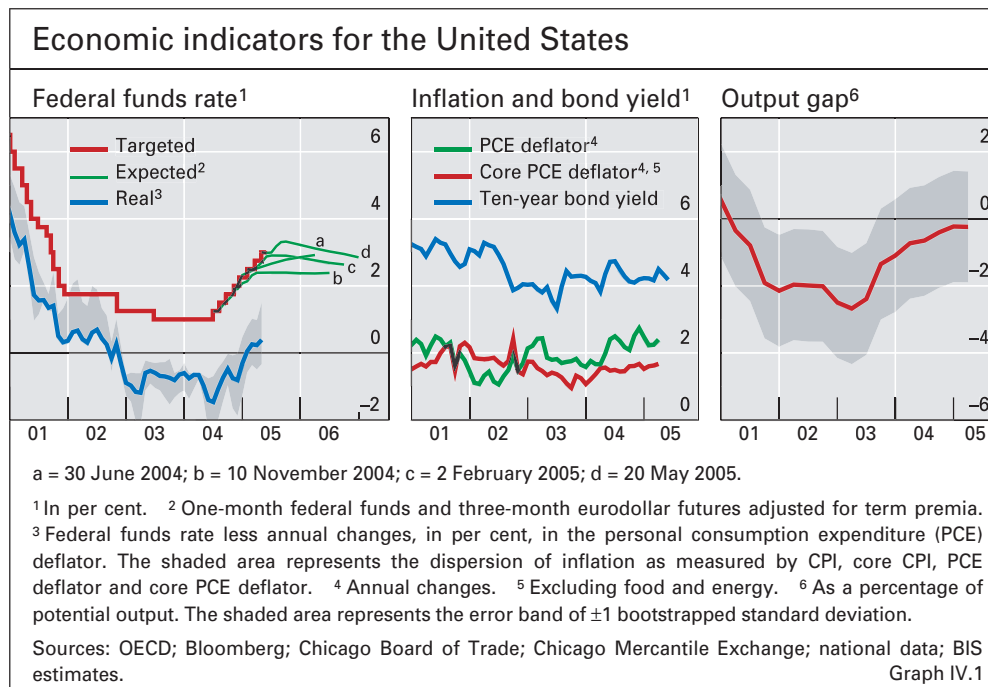 Economic indicators for the United States
Federal funds rate¹
Targeted
Expected²
Real³
6
4
2
0
–2
a
d
c
b
01 02 03 04 05 06
Inflation and bond yield¹
PCE deflator⁴
Core PCE deflator⁴, ⁵
Ten-year bond yield
6
4
2
0
01 02 03 04 05
Output gap⁶
2
0
–2
–4
–6
01 02 03 04 05
a = 30 June 2004; b = 10 November 2004; c = 2 February 2005; d = 20 May 2005.
¹ In per cent. ² One-month federal funds and three-month eurodollar futures adjusted for term premia.
³ Federal funds rate less annual changes, in per cent, in the personal consumption expenditure (PCE)
deflator. The shaded area represents the dispersion of inflation as measured by CPI, core CPI, PCE
deflator and core PCE deflator. ⁴ Annual changes. ⁵ Excluding food and energy. ⁶ As a percentage of
potential output. The shaded area represents the error band of ±1 bootstrapped standard deviation.
Sources: OECD; Bloomberg; Chicago Board of Trade; Chicago Mercantile Exchange; national data; BIS
estimates. Graph IV.1